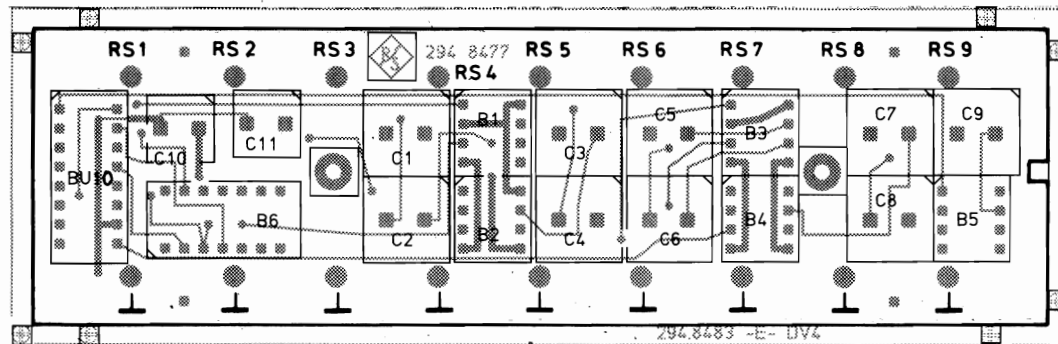 RS1 RS2 RS3 294 8477 RS5 RS6 RS7 RS8 RS9
RS4
B1 C5 C7 C9
C11 B3
C10 C1 C3
BU10
B6 C8
B4 B5
C2 B2 C4 C6
294.8483 -E- DV4